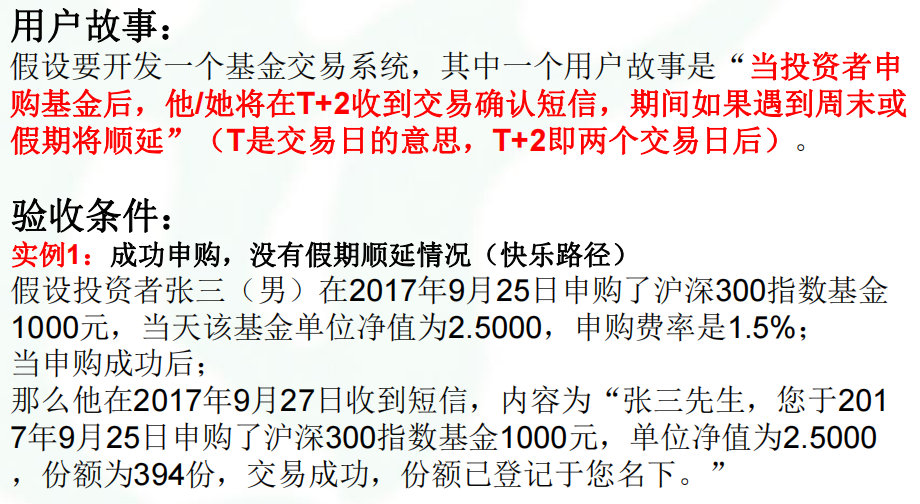 用户故事：
假设要开发一个基金交易系统，其中一个用户故事是“当投资者申
购基金后，他/她将在T+2收到交易确认短信，期间如果遇到周末或
假期将顺延”（T是交易日的意思，T+2即两个交易日后）。
验收条件：
实例1：成功申购，没有假期顺延情况（快乐路径）
假设投资者张三（男）在2017年9月25日申购了沪深300指数基金
1000元，当天该基金单位净值为2.5000，申购费率是1.5%；
当申购成功后；
那么他在2017年9月27日收到短信，内容为“张三先生，您于201
7年9月25日申购了沪深300指数基金1000元，单位净值为2.5000
，份额为394份，交易成功，份额已登记于您名下。”